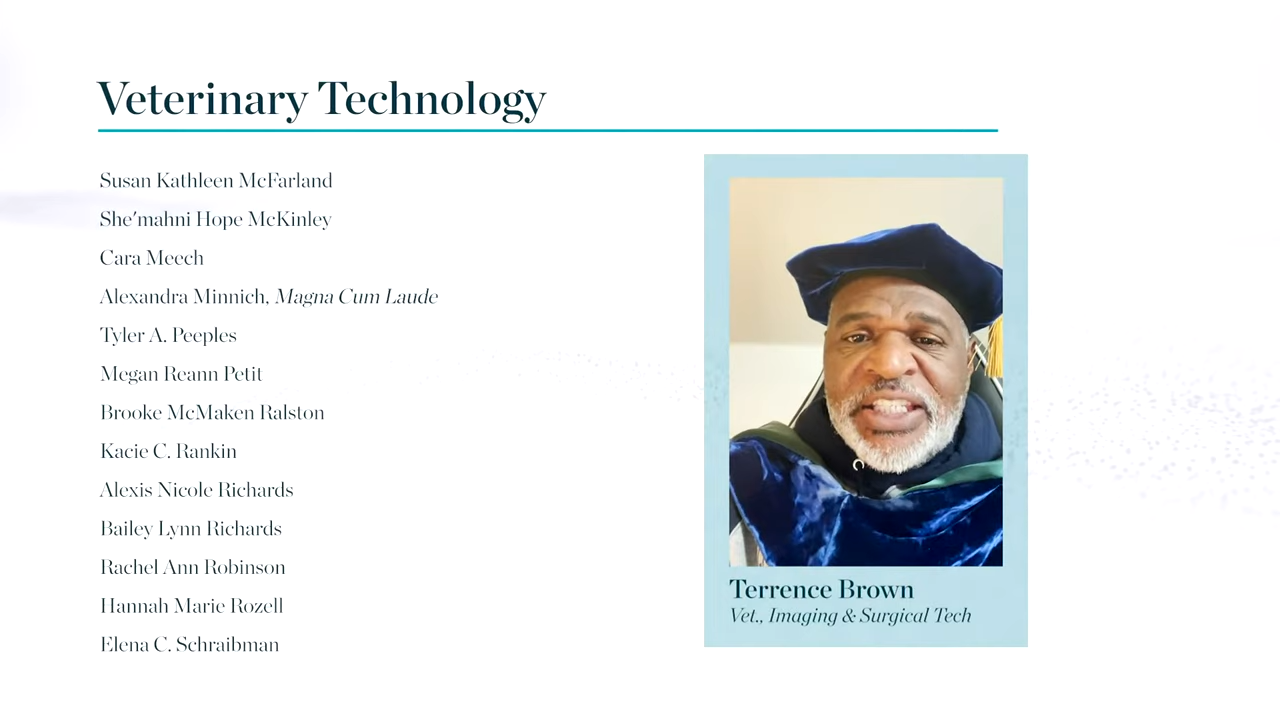 Veterinary Technology
Susan Kathleen McFarland
She'mahni Hope McKinley
Cara Meech
Alexandra Minnich, Magna Cum Laude
Tyler A. Peeples
Megan Reann Petit
Brooke McMaken Ralston
Kacie C. Rankin
Alexis Nicole Richards
Bailey Lynn Richards
Rachel Ann Robinson
Hannah Marie Rozell
Elena C. Schraibman
Terrence Brown
Vet., Imaging & Surgical Tech